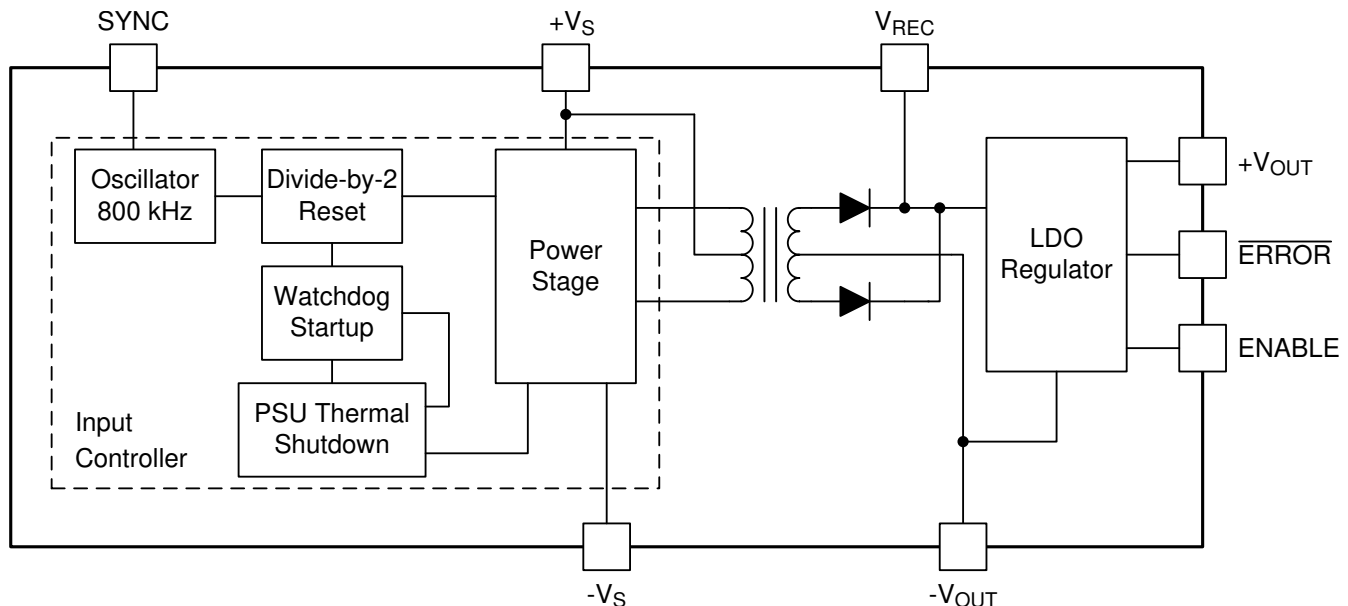 SYNC
+VS
VREC
Oscillator
800 kHz
Divide-by-2
Reset
Watchdog
Startup
PSU Thermal
Shutdown
Input
Controller
Power
Stage
LDO
Regulator
+VOUT
ERROR
ENABLE
-VS
-VOUT